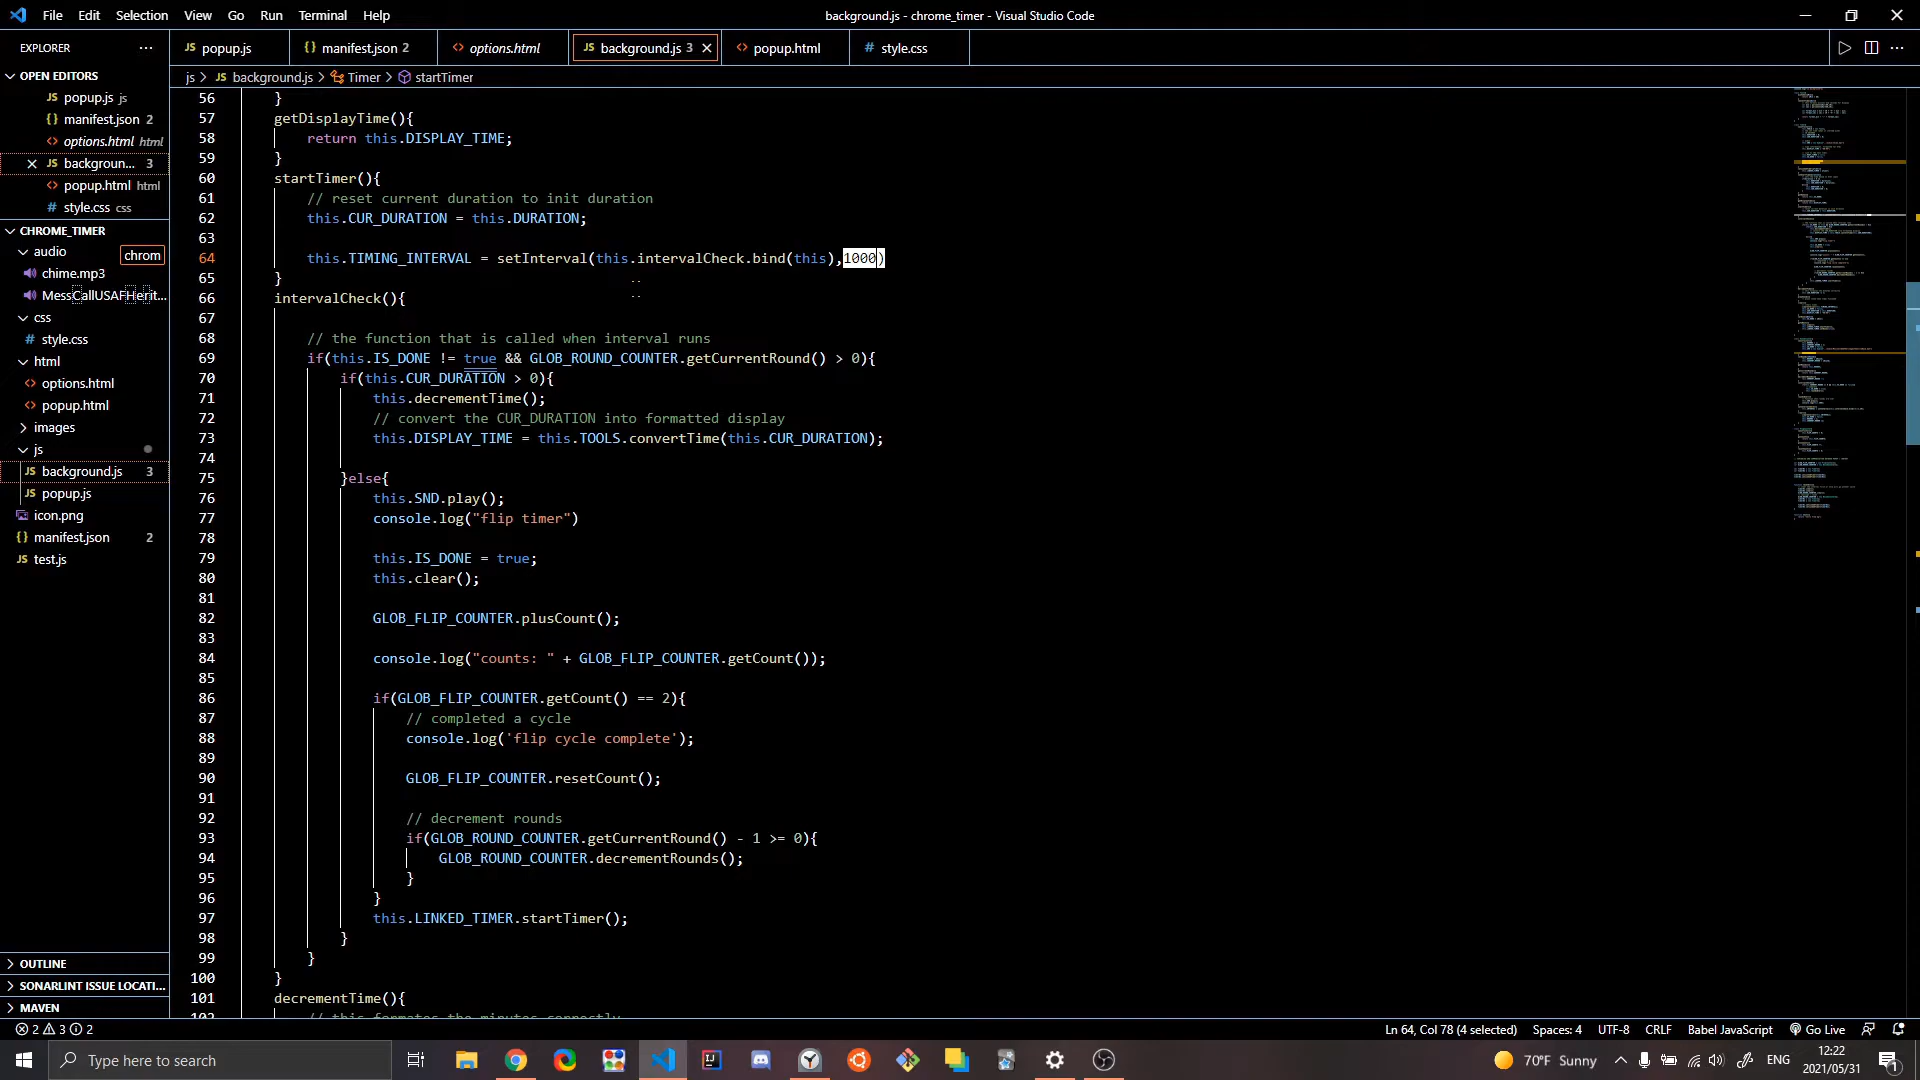 File Edit Selection View Go Run Terminal Help
background.js - chrome_timer - Visual Studio Code
EXPLORER
popup.js
manifest.json 2
options.html
background.js 3
popup.html
style.css
OPEN EDITORS
popup.js js
manifest.json 2
options.html html
backgroun... 3
popup.html html
style.css css
CHROME_TIMER
audio
chrom
chime.mp3
MessCallUSAFHerit...
css
style.css
html
options.html
popup.html
images
js
background.js 3
popup.js
icon.png
manifest.json 2
test.js
OUTLINE
SONARLINT ISSUE LOCATI...
MAVEN
js > background.js > Timer > startTimer
56 }
57 getDisplayTime(){
58 return this.DISPLAY_TIME;
59 }
60 startTimer(){
61 // reset current duration to init duration
62 this.CUR_DURATION = this.DURATION;
63
64 this.TIMING_INTERVAL = setInterval(this.intervalCheck.bind(this),1000)
65 }
66 intervalCheck(){
67
68 // the function that is called when interval runs
69 if(this.IS_DONE != true && GLOB_ROUND_COUNTER.getCurrentRound() > 0){
70 if(this.CUR_DURATION > 0){
71 this.decrementTime();
72 // convert the CUR_DURATION into formatted display
73 this.DISPLAY_TIME = this.TOOLS.convertTime(this.CUR_DURATION);
74
75 }else{
76 this.SND.play();
77 console.log("flip timer")
78
79 this.IS_DONE = true;
80 this.clear();
81
82 GLOB_FLIP_COUNTER.plusCount();
83
84 console.log("counts: " + GLOB_FLIP_COUNTER.getCount());
85
86 if(GLOB_FLIP_COUNTER.getCount() == 2){
87 // completed a cycle
88 console.log('flip cycle complete');
89
90 GLOB_FLIP_COUNTER.resetCount();
91
92 // decrement rounds
93 if(GLOB_ROUND_COUNTER.getCurrentRound() - 1 >= 0){
94 GLOB_ROUND_COUNTER.decrementRounds();
95 }
96 }
97 this.LINKED_TIMER.startTimer();
98 }
99 }
100 }
101 decrementTime(){
2 3 2
Ln 64, Col 78 (4 selected) Spaces: 4 UTF-8 CRLF Babel JavaScript Go Live
Type here to search
70°F Sunny
ENG
12:22
2021/05/31
1